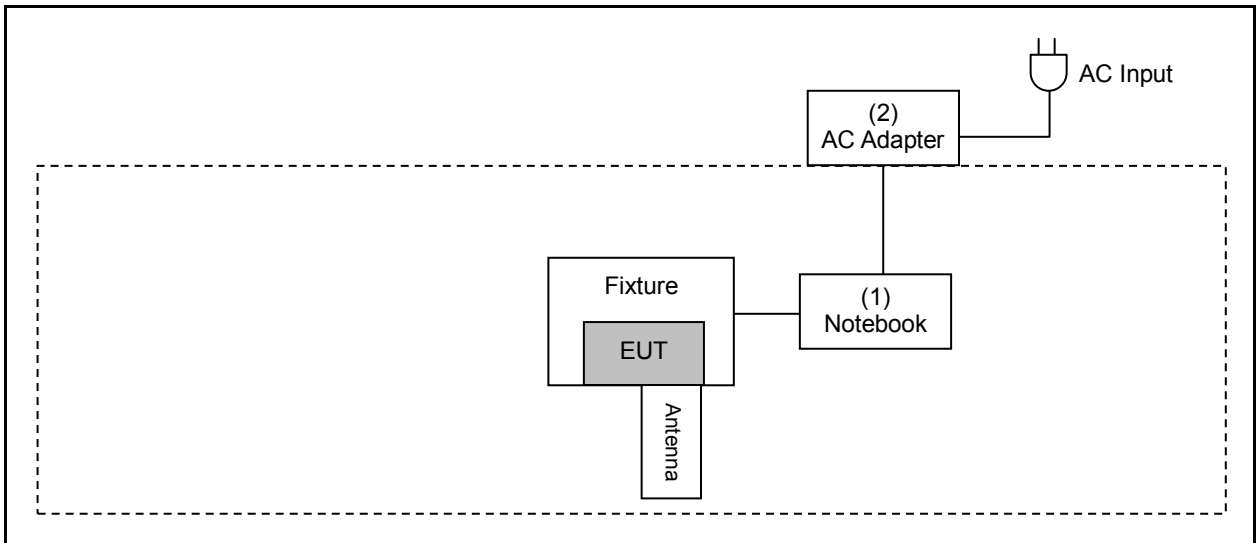 AC Input
(2)
AC Adapter
Fixture
(1)
Notebook
EUT
Antenna